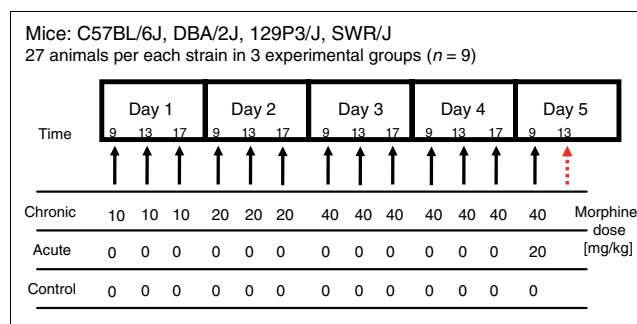 Mice: C57BL/6J, DBA/2J, 129P3/J, SWR/J
27 animals per each strain in 3 experimental groups (n = 9)
Day 1 Day 2 Day 3 Day 4 Day 5
Time 9 13 17 9 13 17 9 13 17 9 13 17 9 13
Chronic 10 10 10 20 20 20 40 40 40 40 40 40 40 Morphine
dose
[mg/kg]
Acute 0 0 0 0 0 0 0 0 0 0 0 0 20
Control 0 0 0 0 0 0 0 0 0 0 0 0 0